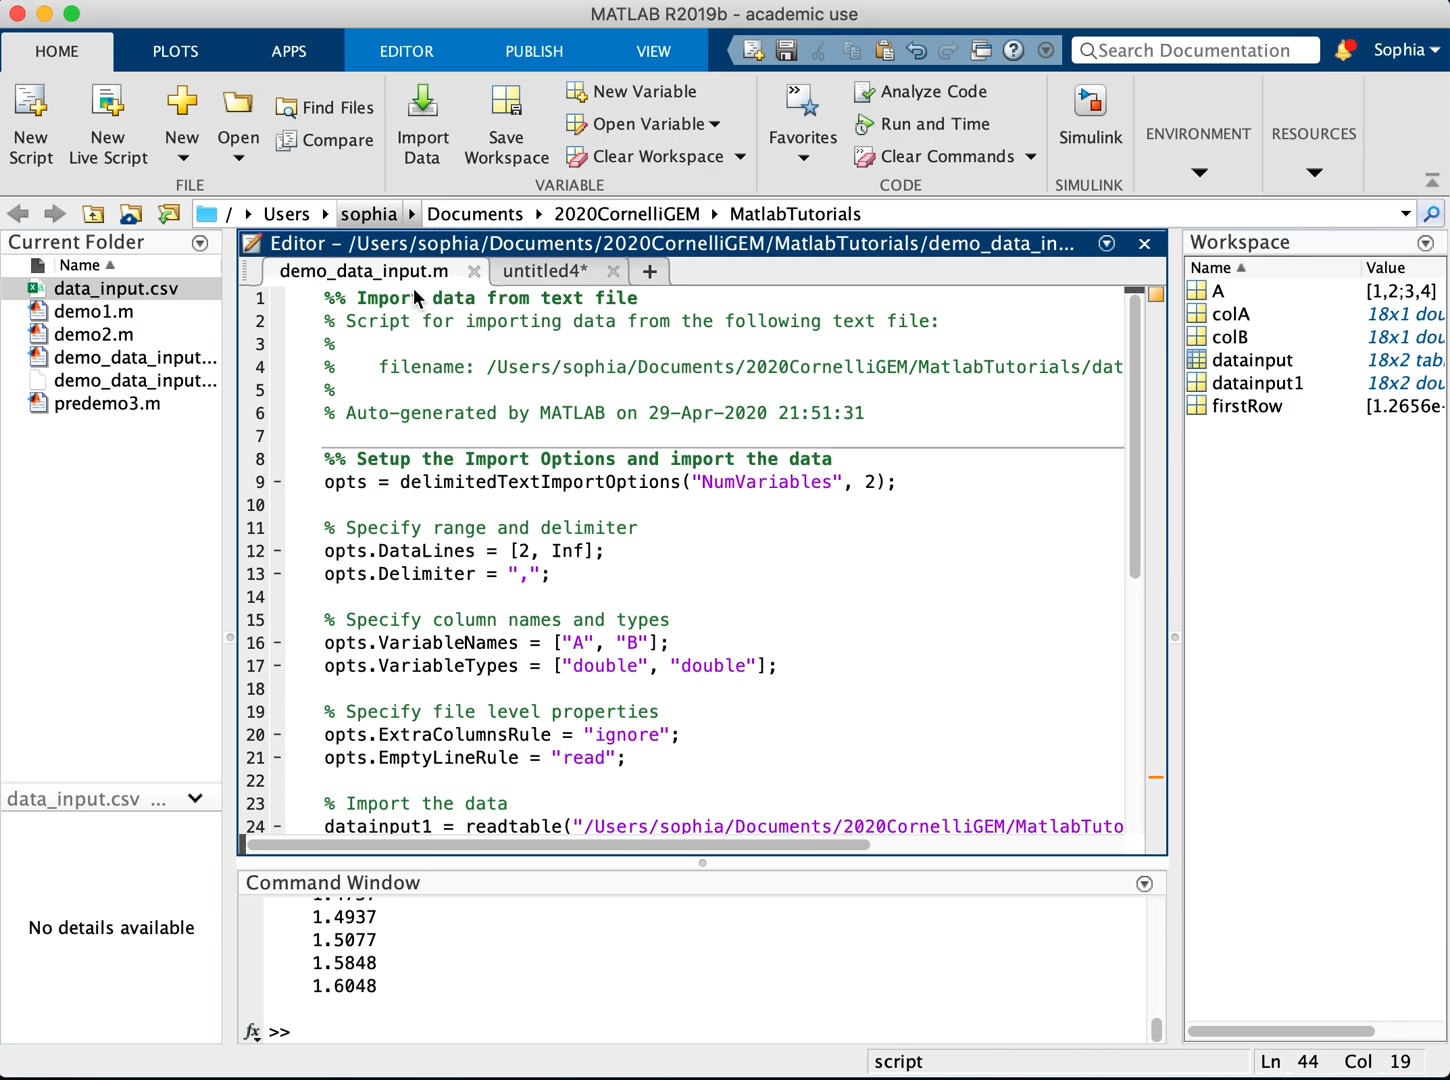 MATLAB R2019b - academic use
HOME PLOTS APPS EDITOR PUBLISH VIEW Search Documentation Sophia
New Script New Live Script New Open Find Files Compare
FILE
Import Data Save Workspace New Variable Open Variable Clear Workspace
VARIABLE
Favorites Analyze Code Run and Time Clear Commands
CODE
Simulink
SIMULINK
ENVIRONMENT
RESOURCES
/ Users sophia Documents 2020CornelliGEM MatlabTutorials
Current Folder
Name
data_input.csv
demo1.m
demo2.m
demo_data_input...
demo_data_input...
predemo3.m
data_input.csv ...
No details available
Editor - /Users/sophia/Documents/2020CornelliGEM/MatlabTutorials/demo_data_in...
demo_data_input.m untitled4* +
1 %% Import data from text file
2 % Script for importing data from the following text file:
3 %
4 %    filename: /Users/sophia/Documents/2020CornelliGEM/MatlabTutorials/dat
5 %
6 % Auto-generated by MATLAB on 29-Apr-2020 21:51:31
7
8 %% Setup the Import Options and import the data
9 - opts = delimitedTextImportOptions("NumVariables", 2);
10
11 % Specify range and delimiter
12 - opts.DataLines = [2, Inf];
13 - opts.Delimiter = ",";
14
15 % Specify column names and types
16 - opts.VariableNames = ["A", "B"];
17 - opts.VariableTypes = ["double", "double"];
18
19 % Specify file level properties
20 - opts.ExtraColumnsRule = "ignore";
21 - opts.EmptyLineRule = "read";
22
23 % Import the data
24 - datainput1 = readtable("/Users/sophia/Documents/2020CornelliGEM/MatlabTuto
Command Window
1.4937
1.5077
1.5848
1.6048
fx >>
Workspace
Name Value
A [1,2;3,4]
colA 18x1 dou
colB 18x1 dou
datainput 18x2 tab
datainput1 18x2 dou
firstRow [1.2656e-
script Ln 44 Col 19